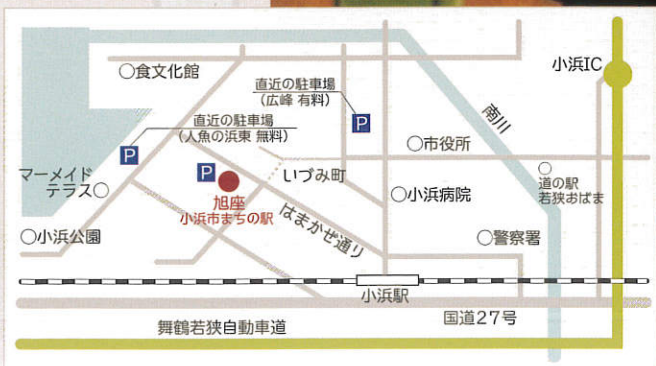 ○食文化館
小浜IC
直近の駐車場
(広峰 有料)
P
南川
直近の駐車場
(人魚の浜東 無料)
P
○市役所
マーメイド
テラス○
P
いづみ町
○
道の駅
若狭おばま
旭座
小浜市まちの駅
○小浜病院
はまかぜ通り
○小浜公園
○警察署
小浜駅
国道27号
舞鶴若狭自動車道